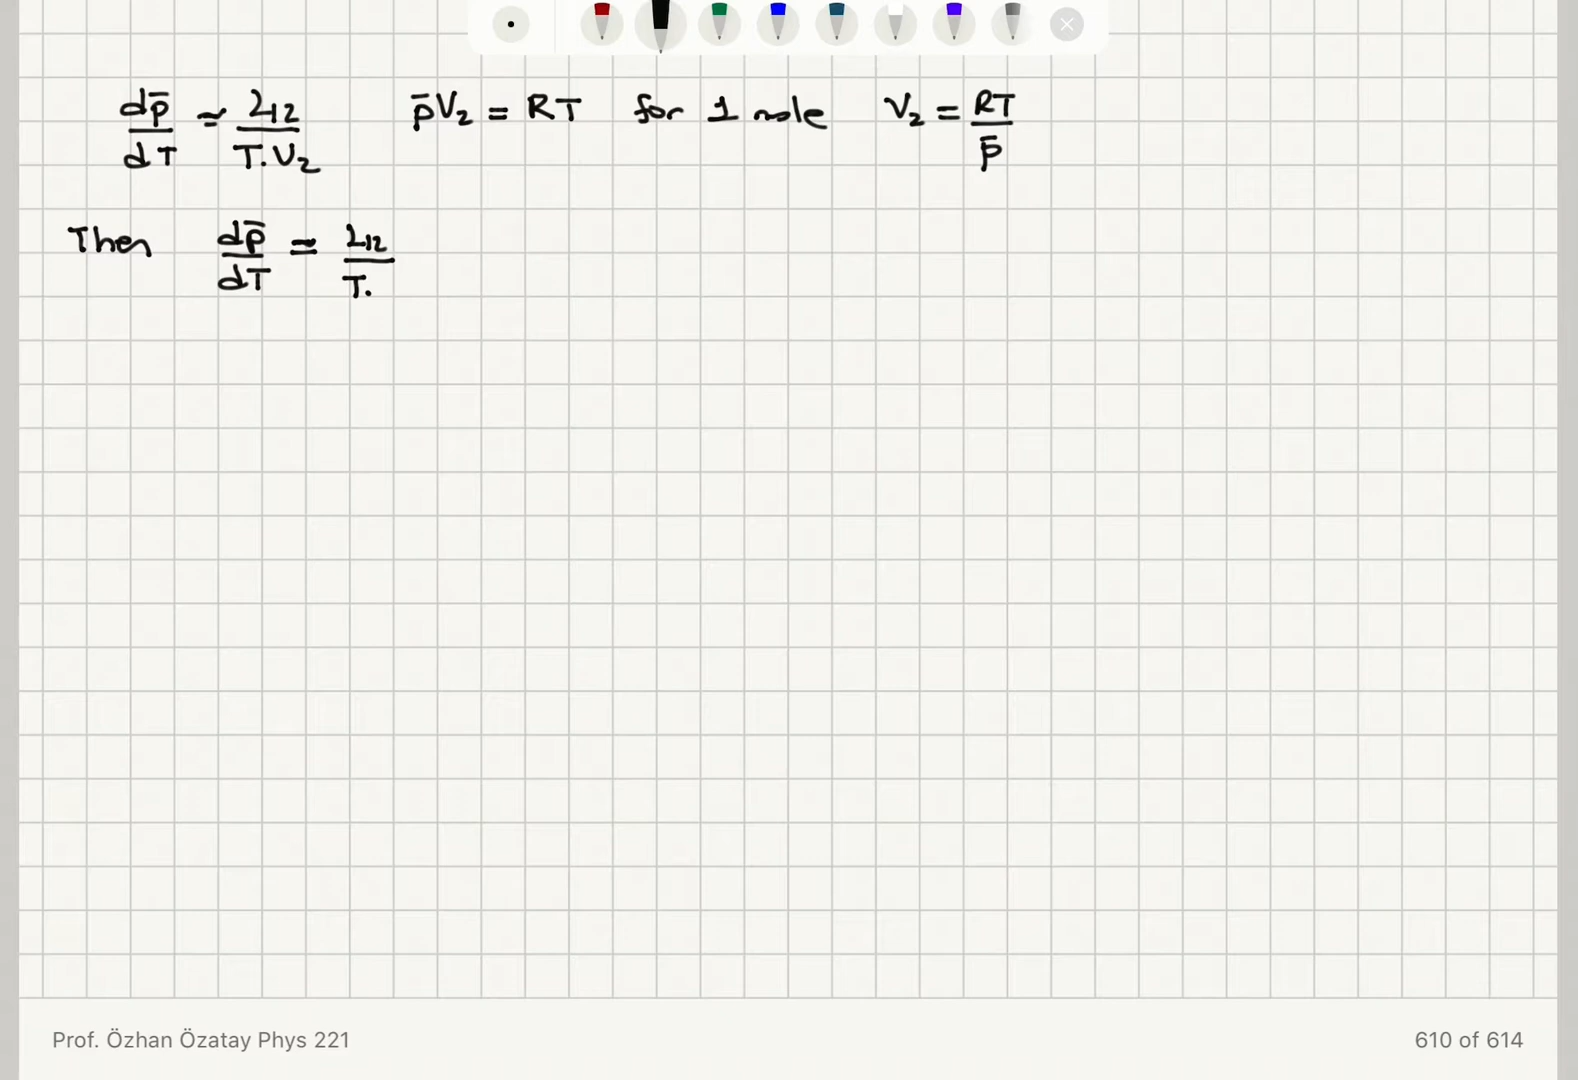 dp̄/dT ≃ L₁₂/T.V₂ p̄V₂ = RT for 1 mole V₂ = RT/p̄
Then dp̄/dT = L₁₂/T.
Prof. Özhan Özatay Phys 221
610 of 614